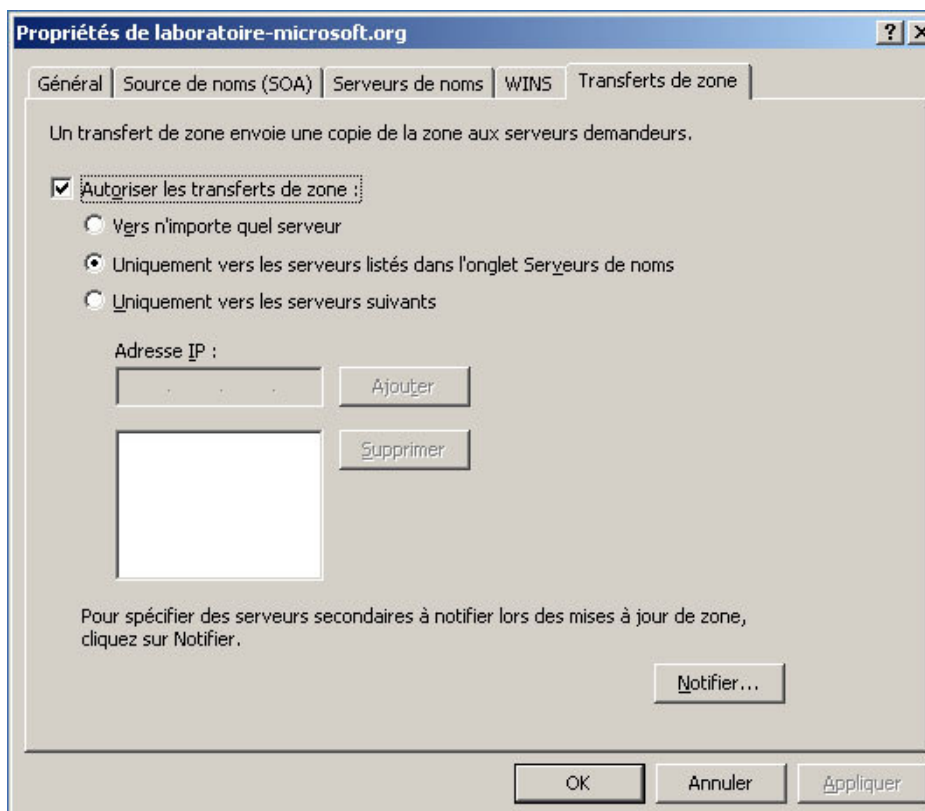 Propriétés de laboratoire-microsoft.org
Général Source de noms (SOA) Serveurs de noms WINS Transferts de zone
Un transfert de zone envoie une copie de la zone aux serveurs demandeurs.
Autoriser les transferts de zone :
Vers n'importe quel serveur
Uniquement vers les serveurs listés dans l'onglet Serveurs de noms
Uniquement vers les serveurs suivants
Adresse IP :
Ajouter
Supprimer
Pour spécifier des serveurs secondaires à notifier lors des mises à jour de zone,
cliquez sur Notifier.
Notifier...
OK Annuler Appliquer